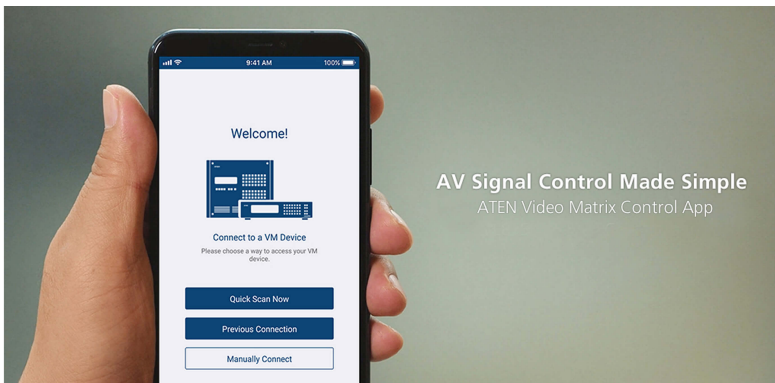 9:41 AM
100%
Welcome!
Connect to a VM Device
Please choose a way to access your VM
device.
Quick Scan Now
Previous Connection
Manually Connect
AV Signal Control Made Simple
ATEN Video Matrix Control App